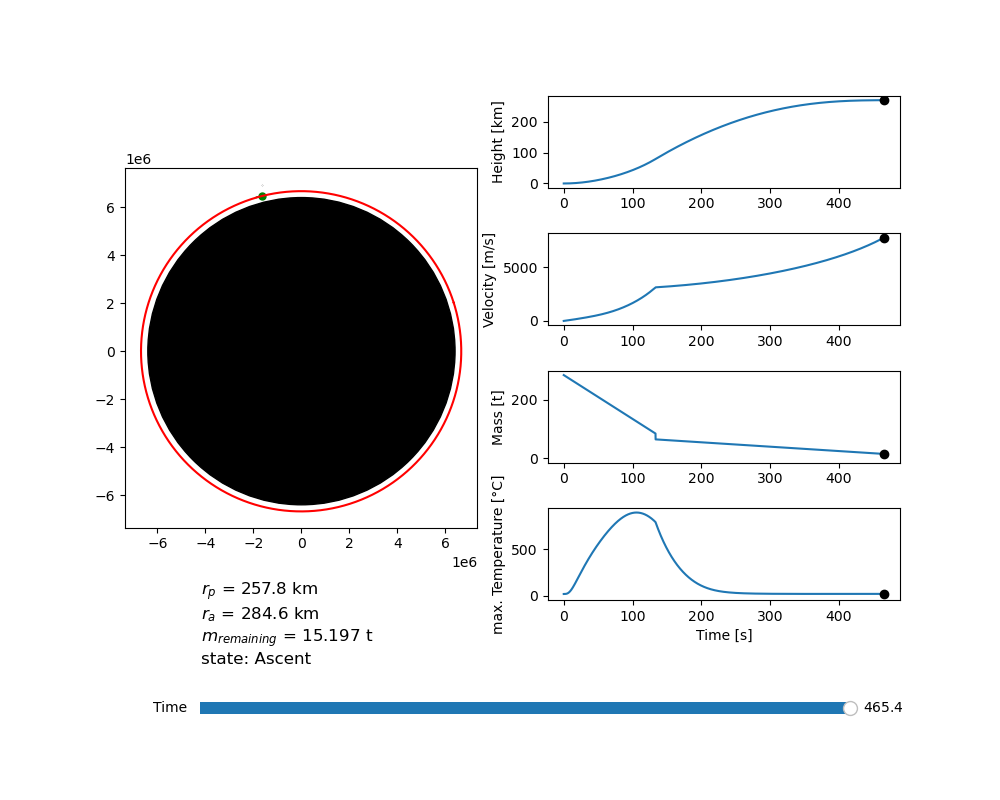 1e6
6
4
2
0
−2
−4
−6
−6 −4 −2 0 2 4 6
1e6
Height [km]
200
100
0
0 100 200 300 400
Velocity [m/s]
5000
0
0 100 200 300 400
Mass [t]
200
0
0 100 200 300 400
max. Temperature [°C]
500
0
0 100 200 300 400
Time [s]
r_p = 257.8 km
r_a = 284.6 km
m_remaining = 15.197 t
state: Ascent
Time 465.4